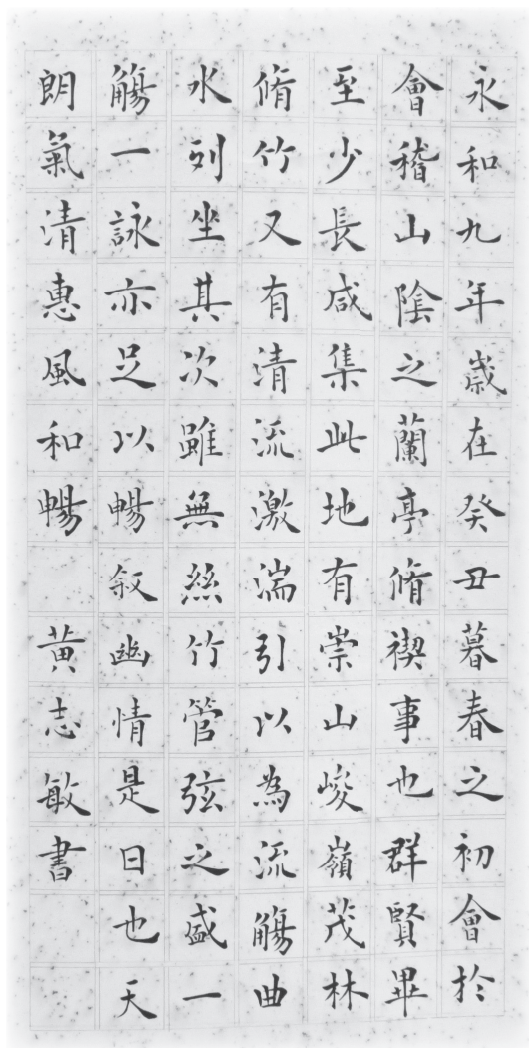 永和九年歲在癸丑暮春之初會於
會稽山陰之蘭亭脩禊事也群賢畢
至少長咸集此地有崇山峻嶺茂林
脩竹又有清流激湍引以為流觴曲
水列坐其次雖無絲竹管弦之盛一
觴一詠亦足以暢叙幽情是日也天
朗氣清惠風和暢 黃志敏書